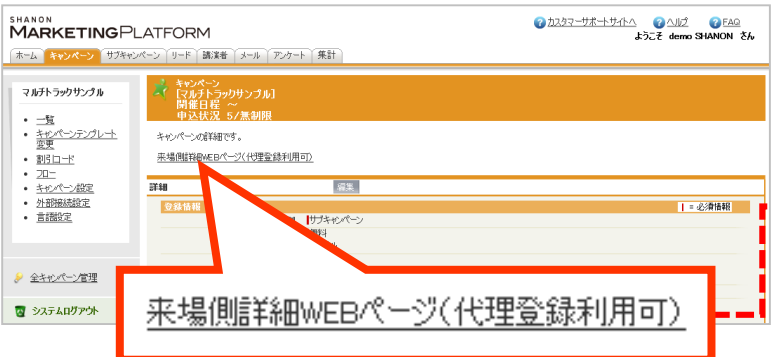 SHANON
MARKETINGPLATFORM
カスタマーサポートサイトへ ヘルプ FAQ
ようこそ demo SHANON さん
ホーム キャンペーン サブキャンペーン リード 講演者 メール アンケート 集計
マルチトラックサンプル
一覧
キャンペーンテンプレート
変更
割引コード
フロー
キャンペーン設定
外部接続設定
言語設定
全キャンペーン管理
システムログアウト
キャンペーン
[マルチトラックサンプル]
開催日程 ～
申込状況 5/無制限
キャンペーンの詳細です。
来場側詳細WEBページ(代理登録利用可)
詳細 編集
登録情報 = 必須情報
サブキャンペーン
来場側詳細WEBページ(代理登録利用可)